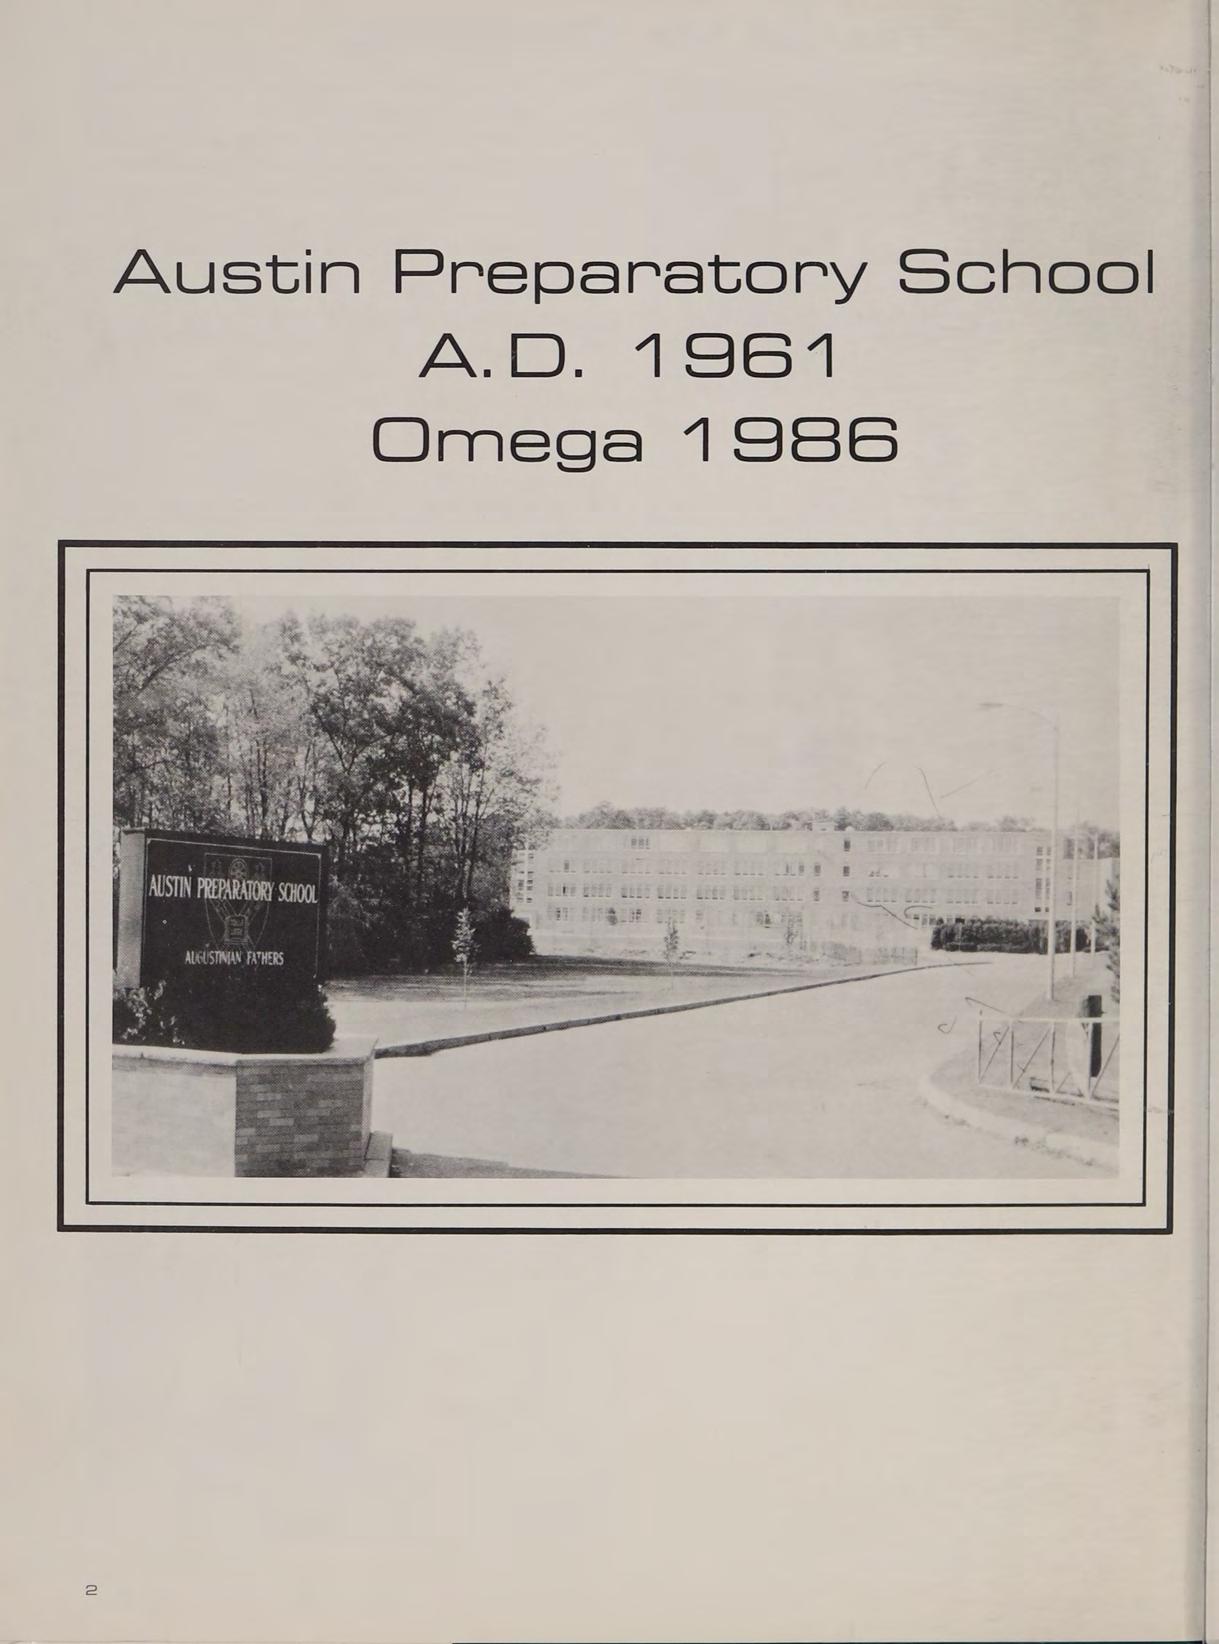 Austin Preparatory School
A.D. 1961
Omega 1986
AUSTIN PREPARATORY SCHOOL
AUGUSTINIAN FATHERS
2